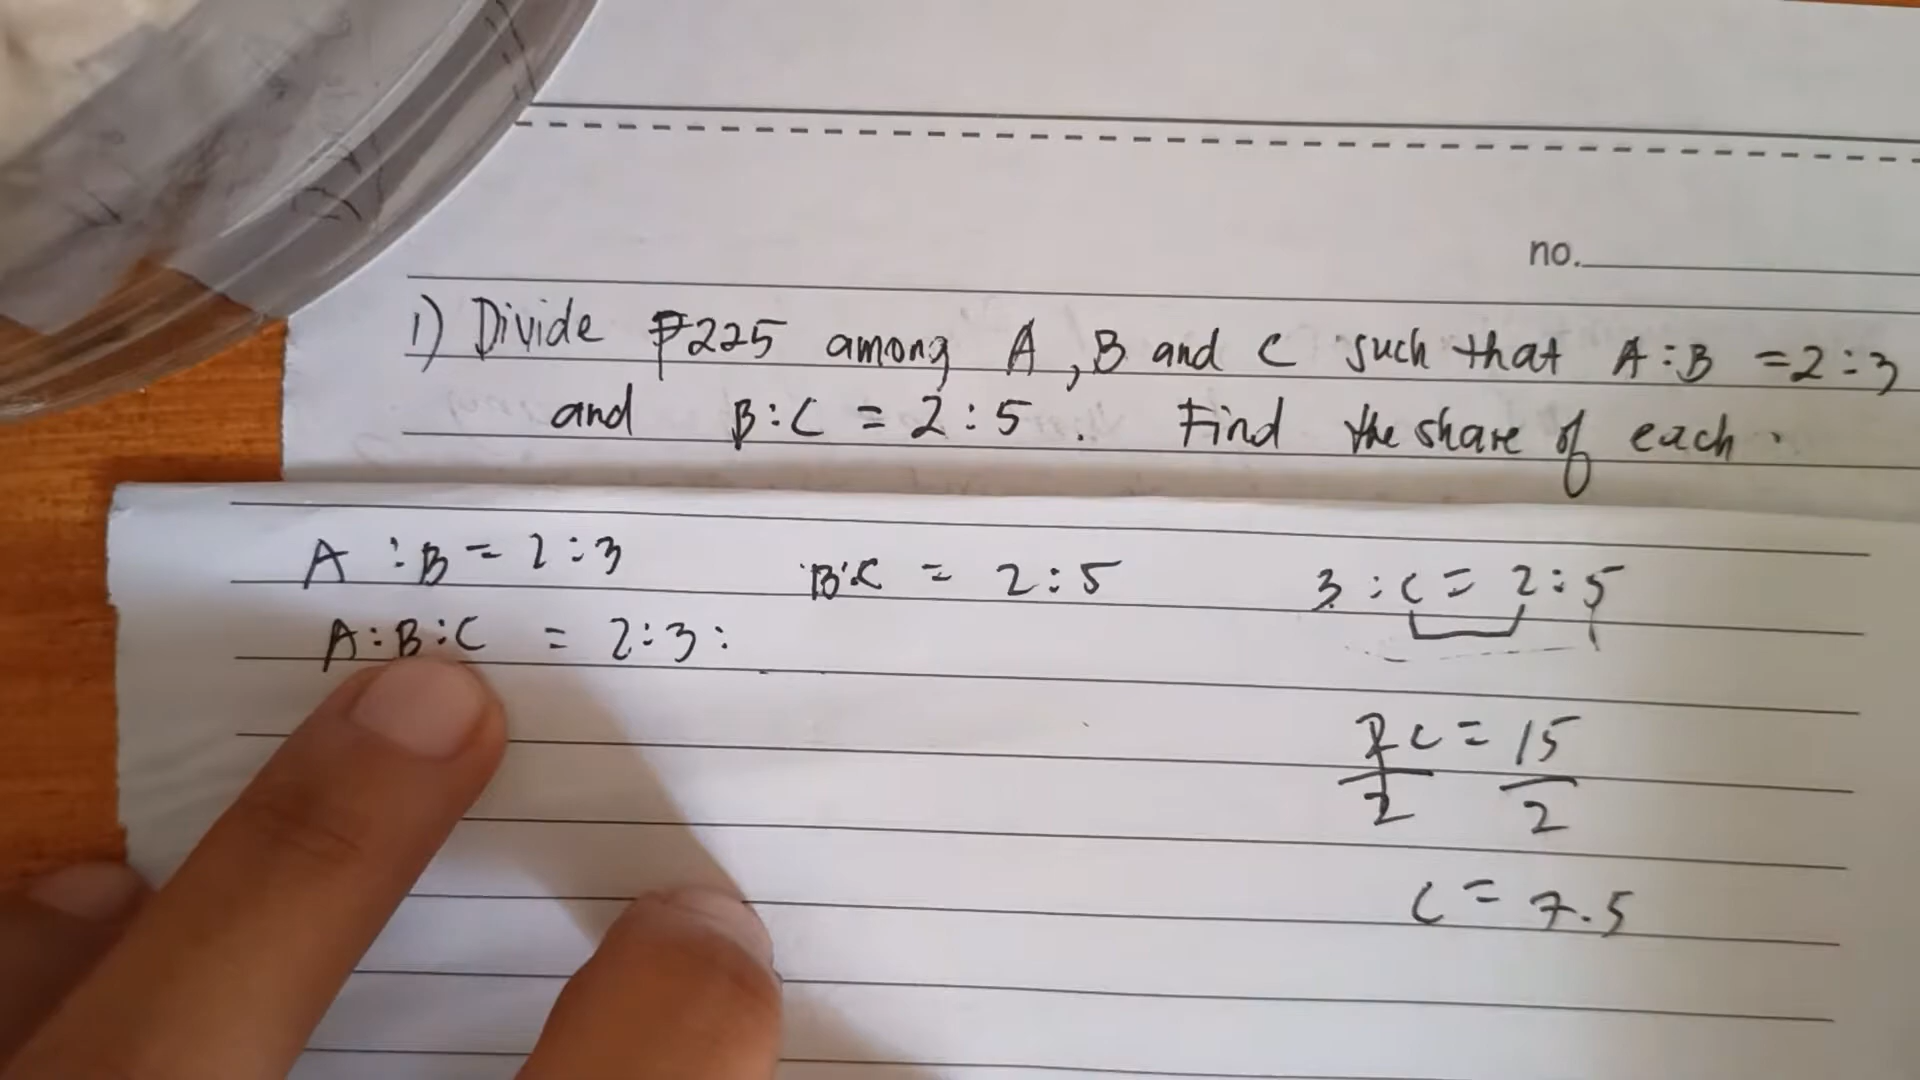 no.
1) Divide ₱225 among A, B and C such that A:B = 2:3
and B:C = 2:5. Find the share of each.
A:B = 2:3 B:C = 2:5 3:C = 2:5
A:B:C = 2:3:
2C = 15
2 2
C = 7.5